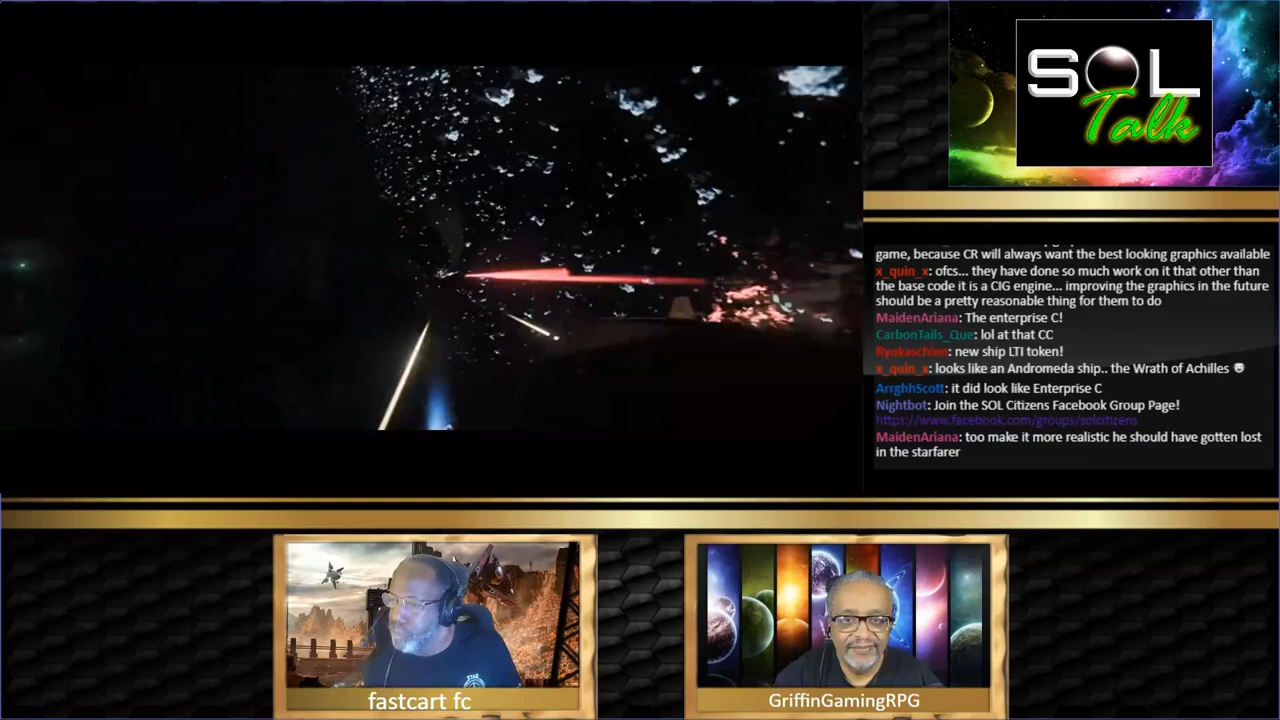 SOL
Talk
game, because CR will always want the best looking graphics available
x_quin_x: ofcs... they have done so much work on it that other than
the base code it is a CIG engine... improving the graphics in the future
should be a pretty reasonable thing for them to do
MaidenAriana: The enterprise C!
CarbonTails_Que: lol at that CC
Ryukaschien: new ship LTI token!
x_quin_x: looks like an Andromeda ship.. the Wrath of Achilles
ArrghhScott: it did look like Enterprise C
Nightbot: Join the SOL Citizens Facebook Group Page!
https://www.facebook.com/groups/solcitizens
MaidenAriana: too make it more realistic he should have gotten lost
in the starfarer
STAR
fastcart fc
GriffinGamingRPG